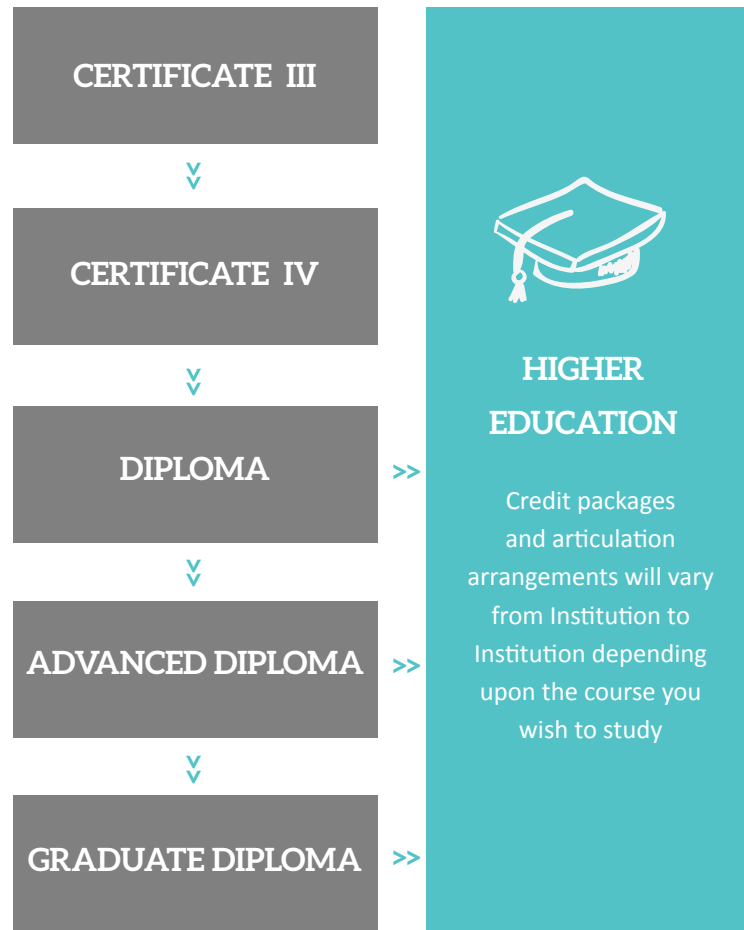 CERTIFICATE III
CERTIFICATE IV
DIPLOMA
>>
ADVANCED DIPLOMA
>>
GRADUATE DIPLOMA
>>
HIGHER
EDUCATION
Credit packages
and articulation
arrangements will vary
from Institution to
Institution depending
upon the course you
wish to study